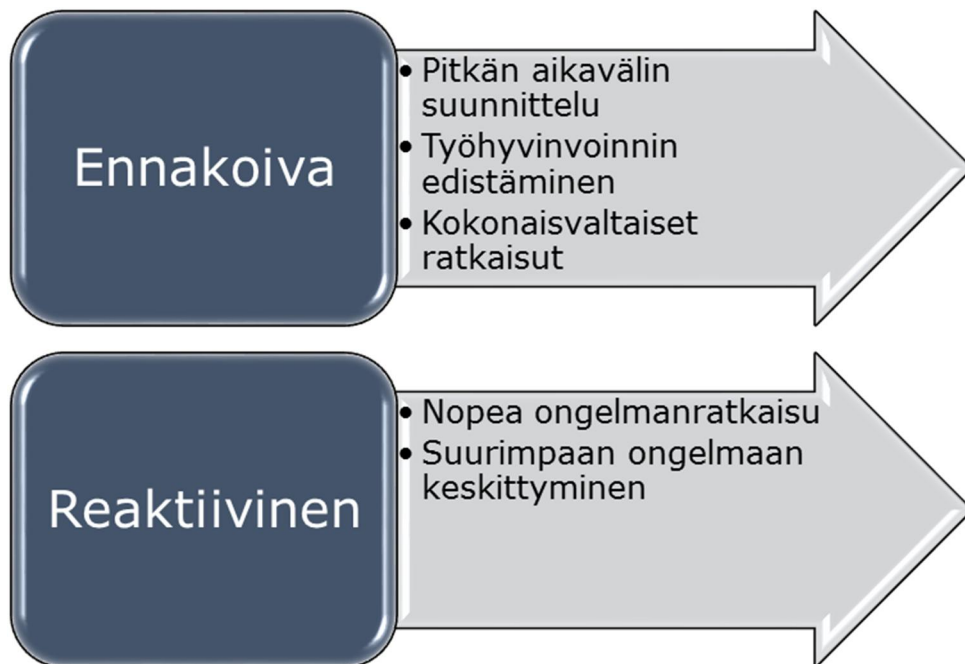 Ennakoiva
• Pitkän aikavälin
suunnittelu
• Työhyvinvoinnin
edistäminen
• Kokonaisvaltaiset
ratkaisut
Reaktiivinen
• Nopea ongelmanratkaisu
• Suurimpaan ongelmaan
keskittyminen